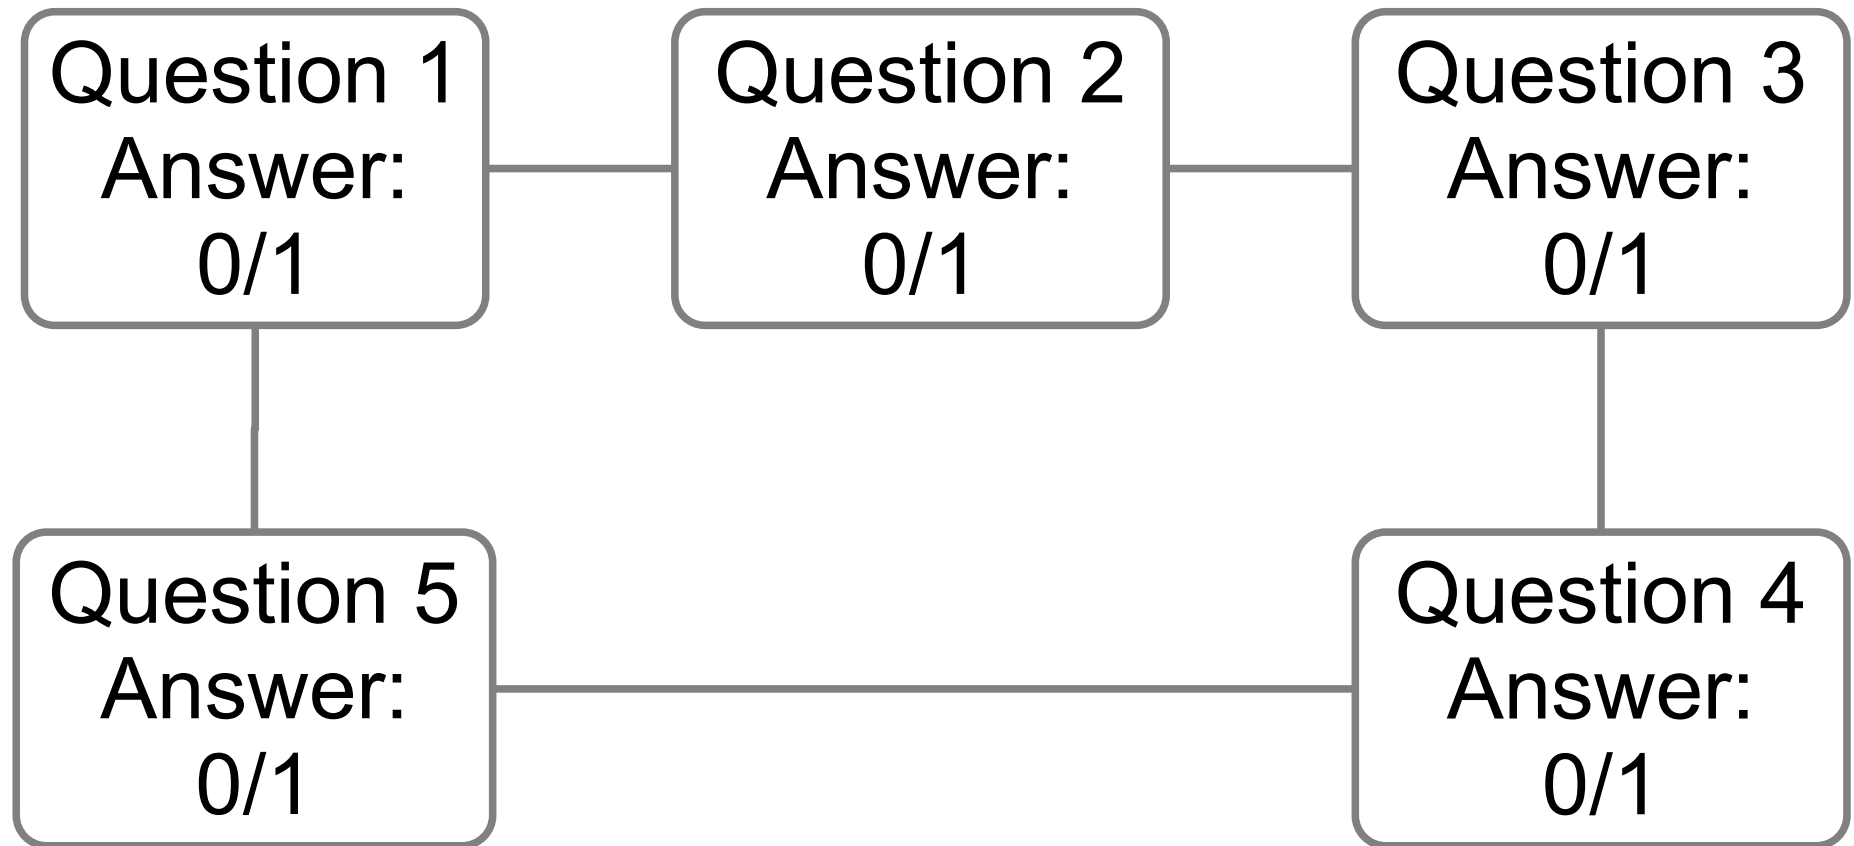 Question 1
Answer:
0/1
Question 2
Answer:
0/1
Question 3
Answer:
0/1
Question 5
Answer:
0/1
Question 4
Answer:
0/1